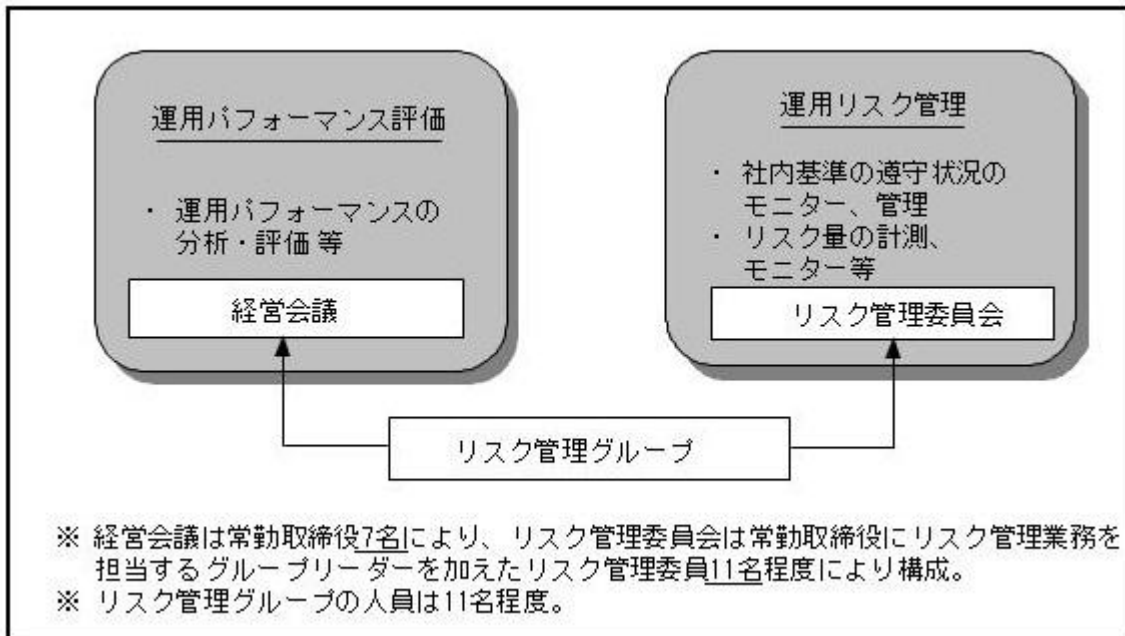 運用パフォーマンス評価
・ 運用パフォーマンスの
分析・評価 等
経営会議
運用リスク管理
・ 社内基準の遵守状況の
モニター、管理
・ リスク量の計測、
モニター等
リスク管理委員会
リスク管理グループ
※ 経営会議は常勤取締役7名により、リスク管理委員会は常勤取締役にリスク管理業務を
担当するグループリーダーを加えたリスク管理委員11名程度により構成。
※ リスク管理グループの人員は11名程度。